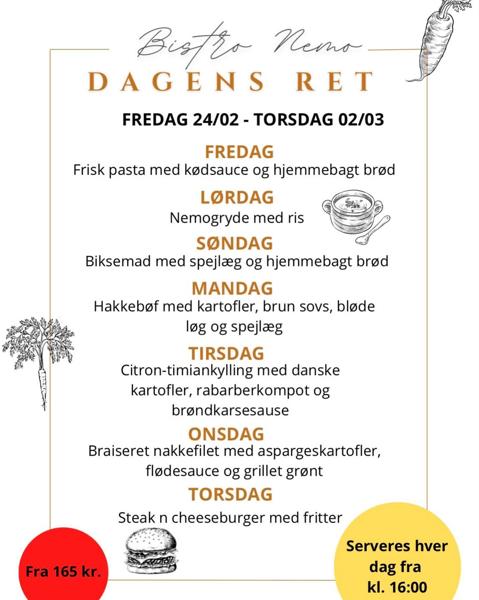 Bistro Nemo
DAGENS RET
FREDAG 24/02 - TORSDAG 02/03
FREDAG
Frisk pasta med kødsauce og hjemmebagt brød
LØRDAG
Nemogryde med ris
SØNDAG
Biksemad med spejlæg og hjemmebagt brød
MANDAG
Hakkebøf med kartofler, brun sovs, bløde
løg og spejlæg
TIRSDAG
Citron-timiankylling med danske
kartofler, rabarberkompot og
brøndkarsesause
ONSDAG
Braiseret nakkefilet med aspargeskartofler,
flødesauce og grillet grønt
TORSDAG
Steak n cheeseburger med fritter
Fra 165 kr.
Serveres hver
dag fra
kl. 16:00